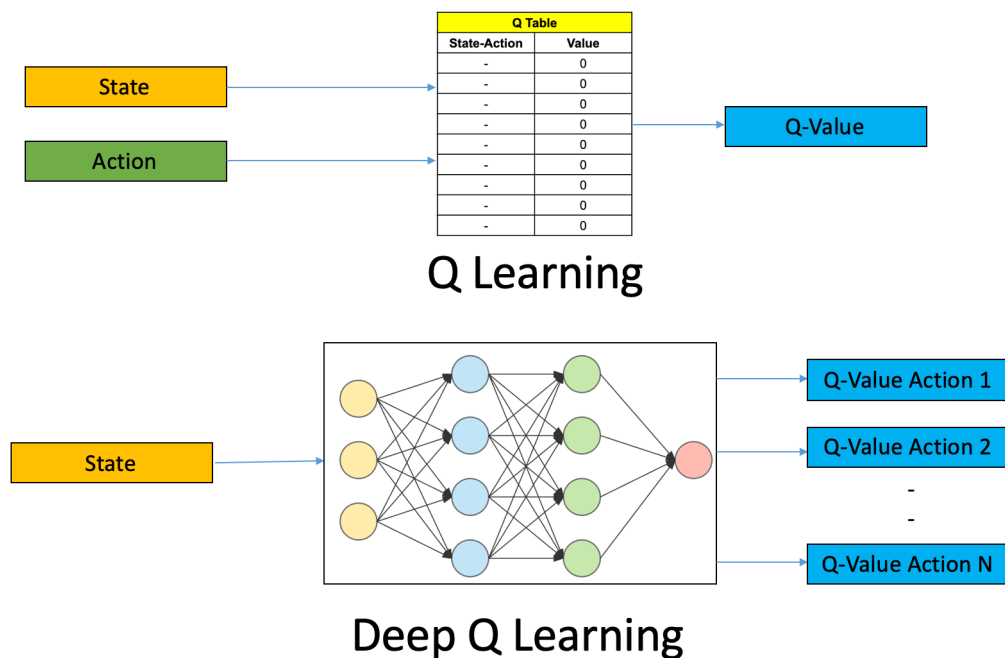 Q Table
State-Action Value
- 0
- 0
- 0
- 0
- 0
- 0
- 0
- 0
- 0
State
Action
Q-Value
Q Learning
State
Q-Value Action 1
Q-Value Action 2
-
-
Q-Value Action N
Deep Q Learning